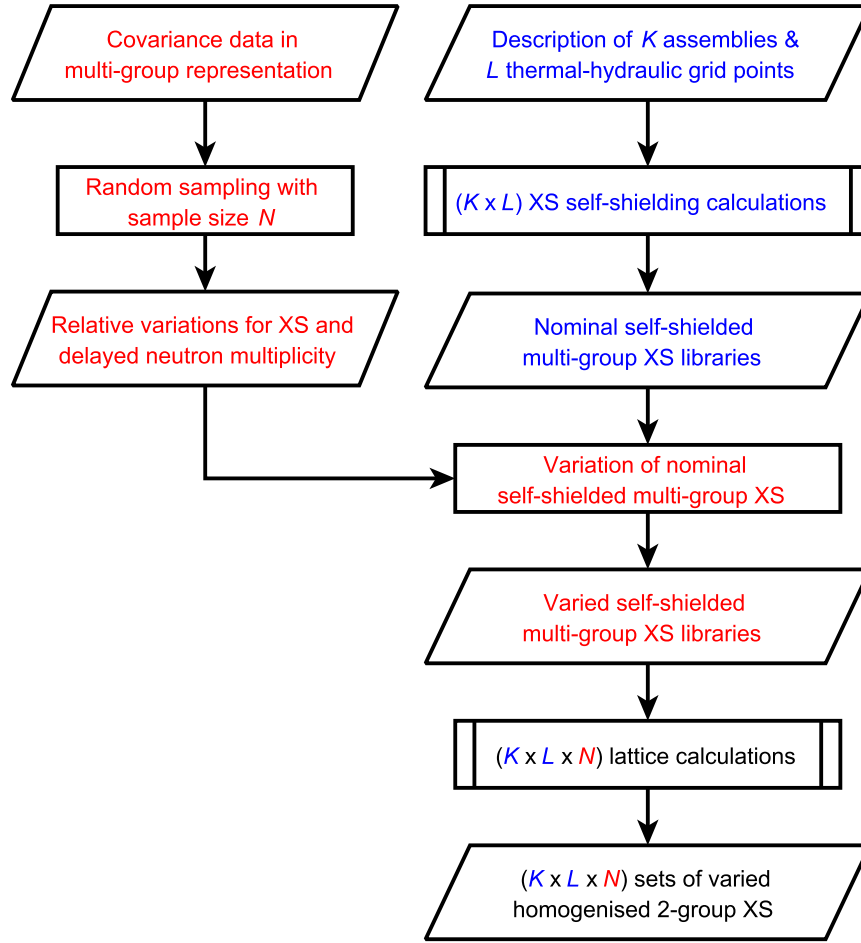 Covariance data in
multi-group representation
Description of K assemblies &
L thermal-hydraulic grid points
Random sampling with
sample size N
(K x L) XS self-shielding calculations
Relative variations for XS and
delayed neutron multiplicity
Nominal self-shielded
multi-group XS libraries
Variation of nominal
self-shielded multi-group XS
Varied self-shielded
multi-group XS libraries
(K x L x N) lattice calculations
(K x L x N) sets of varied
homogenised 2-group XS